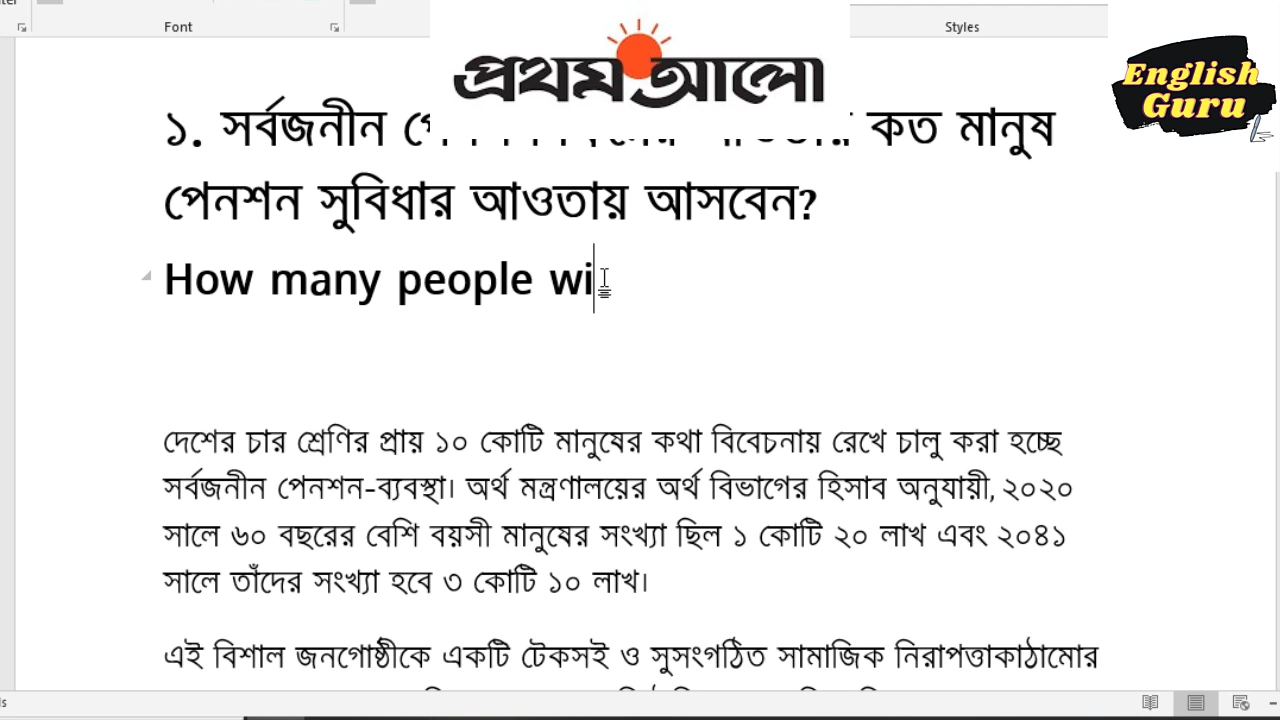 Font
Styles
প্রথম আলো
English
Guru
১. সর্বজনীন কত মানুষ
পেনশন সুবিধার আওতায় আসবেন?
How many people wi
দেশের চার শ্রেণির প্রায় ১০ কোটি মানুষের কথা বিবেচনায় রেখে চালু করা হচ্ছে
সর্বজনীন পেনশন-ব্যবস্থা। অর্থ মন্ত্রণালয়ের অর্থ বিভাগের হিসাব অনুযায়ী, ২০২০
সালে ৬০ বছরের বেশি বয়সী মানুষের সংখ্যা ছিল ১ কোটি ২০ লাখ এবং ২০৪১
সালে তাঁদের সংখ্যা হবে ৩ কোটি ১০ লাখ।
এই বিশাল জনগোষ্ঠীকে একটি টেকসই ও সুসংগঠিত সামাজিক নিরাপত্তাকাঠামোর